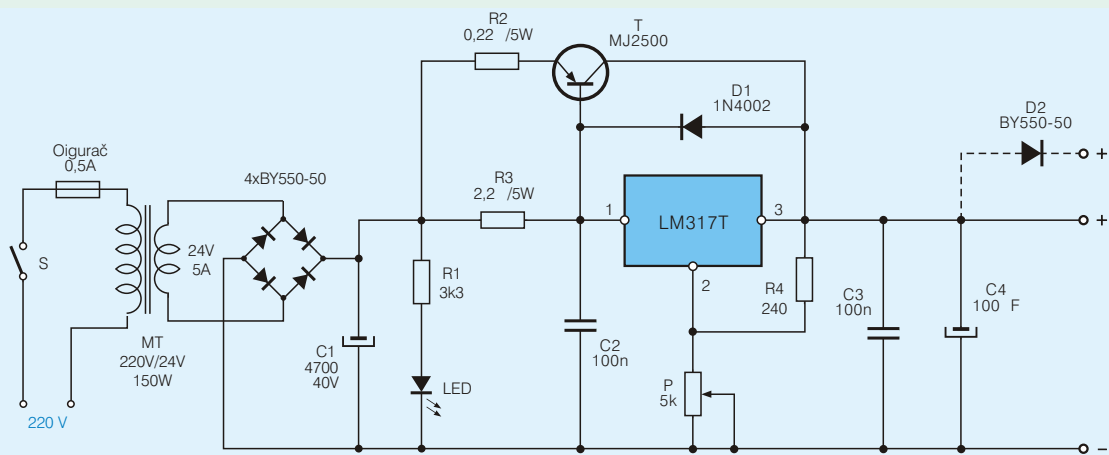 R2
0,22 /5W
T
MJ2500
D1
1N4002
D2
BY550-50
Oigurač
0,5A
4xBY550-50
R3
2,2 /5W
1
LM317T
3
+
+
S
24V
5A
R1
3k3
2
R4
240
C3
100n
C4
100 F
MT
220V/24V
150W
C1
4700
40V
LED
C2
100n
P
5k
220 V
–